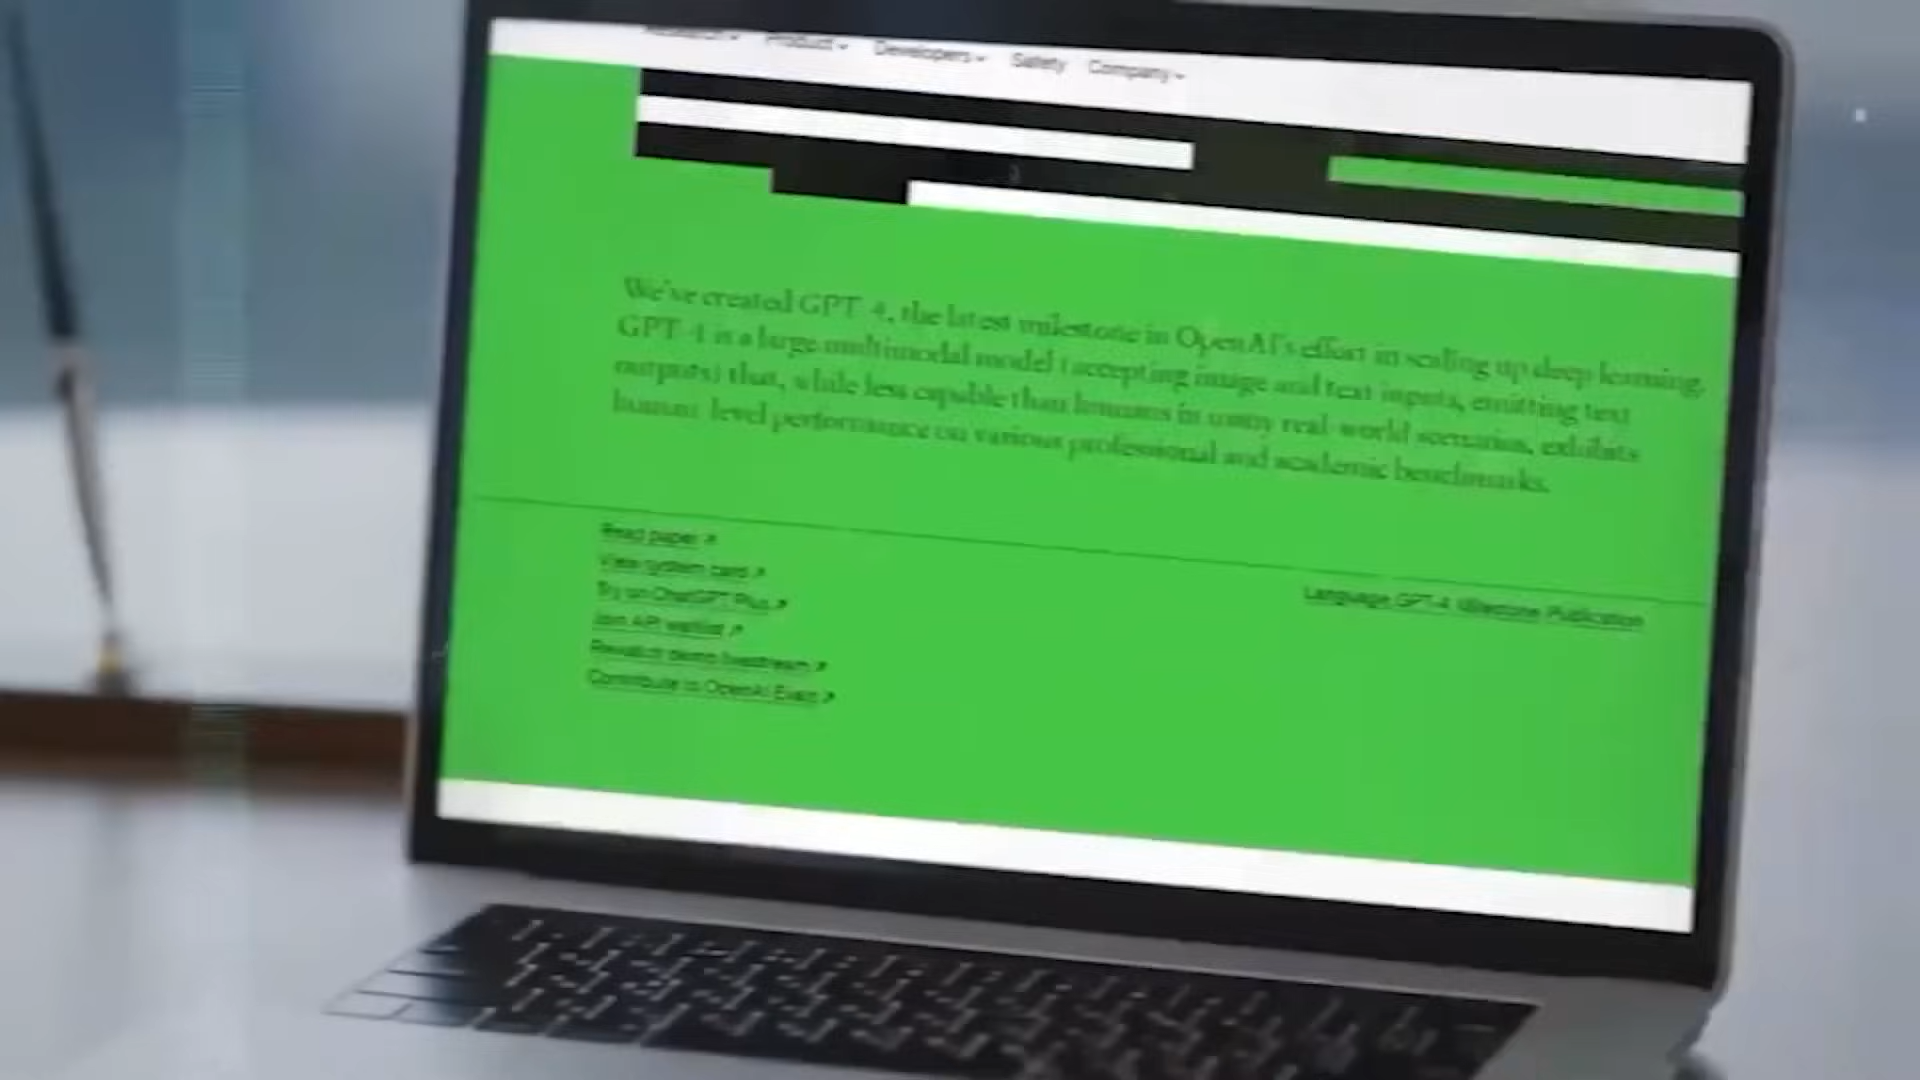 Research Product Developers Safety Company
We've created GPT-4, the latest milestone in OpenAI's effort in scaling up deep learning.
GPT-4 is a large multimodal model (accepting image and text inputs, emitting text
outputs) that, while less capable than humans in many real-world scenarios, exhibits
human-level performance on various professional and academic benchmarks.
Read paper ↗
View system card ↗
Try on ChatGPT Plus ↗
Join API waitlist ↗
Rewatch demo livestream ↗
Contribute to OpenAI Evals ↗
Language, GPT-4, Milestone, Publication